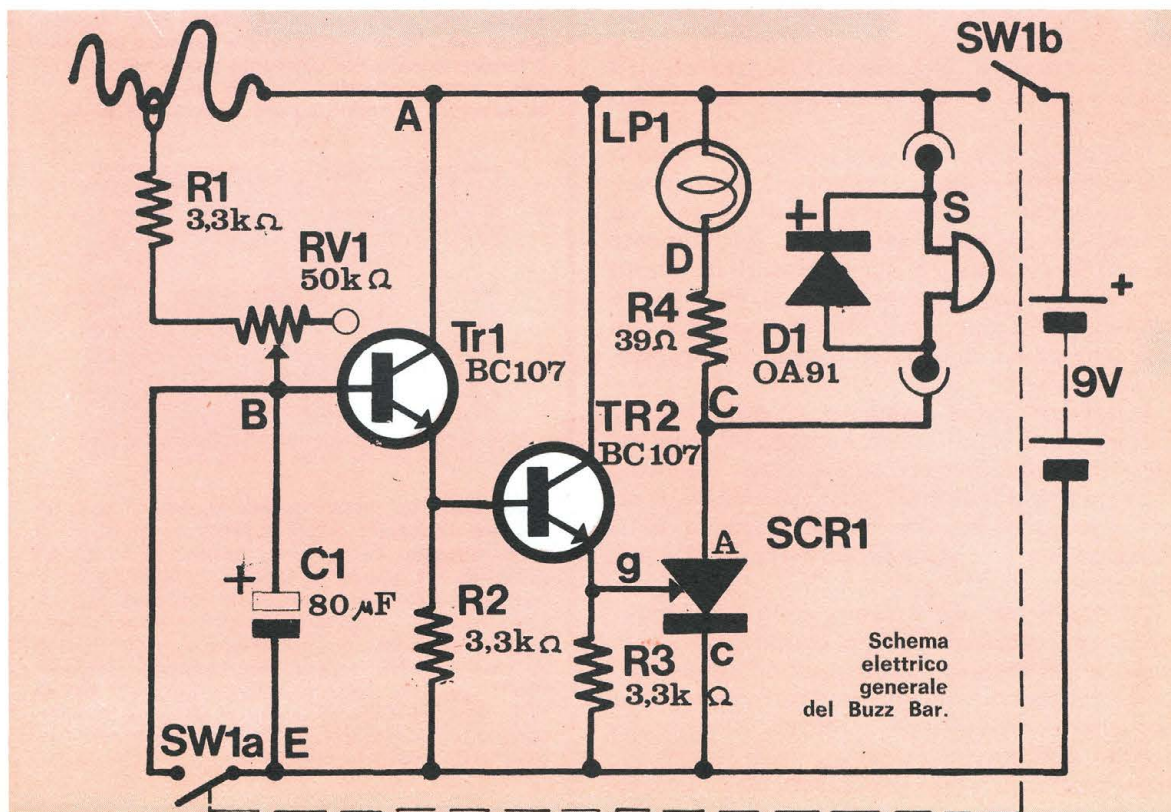 SW1b
A
LP1
R1
3,3kΩ
+
S
RV1
50kΩ
D
+
Tr1
BC107
R4
39Ω
D1
OA91
9V
B
C
TR2
BC107
A
SCR1
+
C1
80µF
g
R2
3,3kΩ
R3
3,3k Ω
C
Schema
elettrico
generale
del Buzz Bar.
SW1a
E